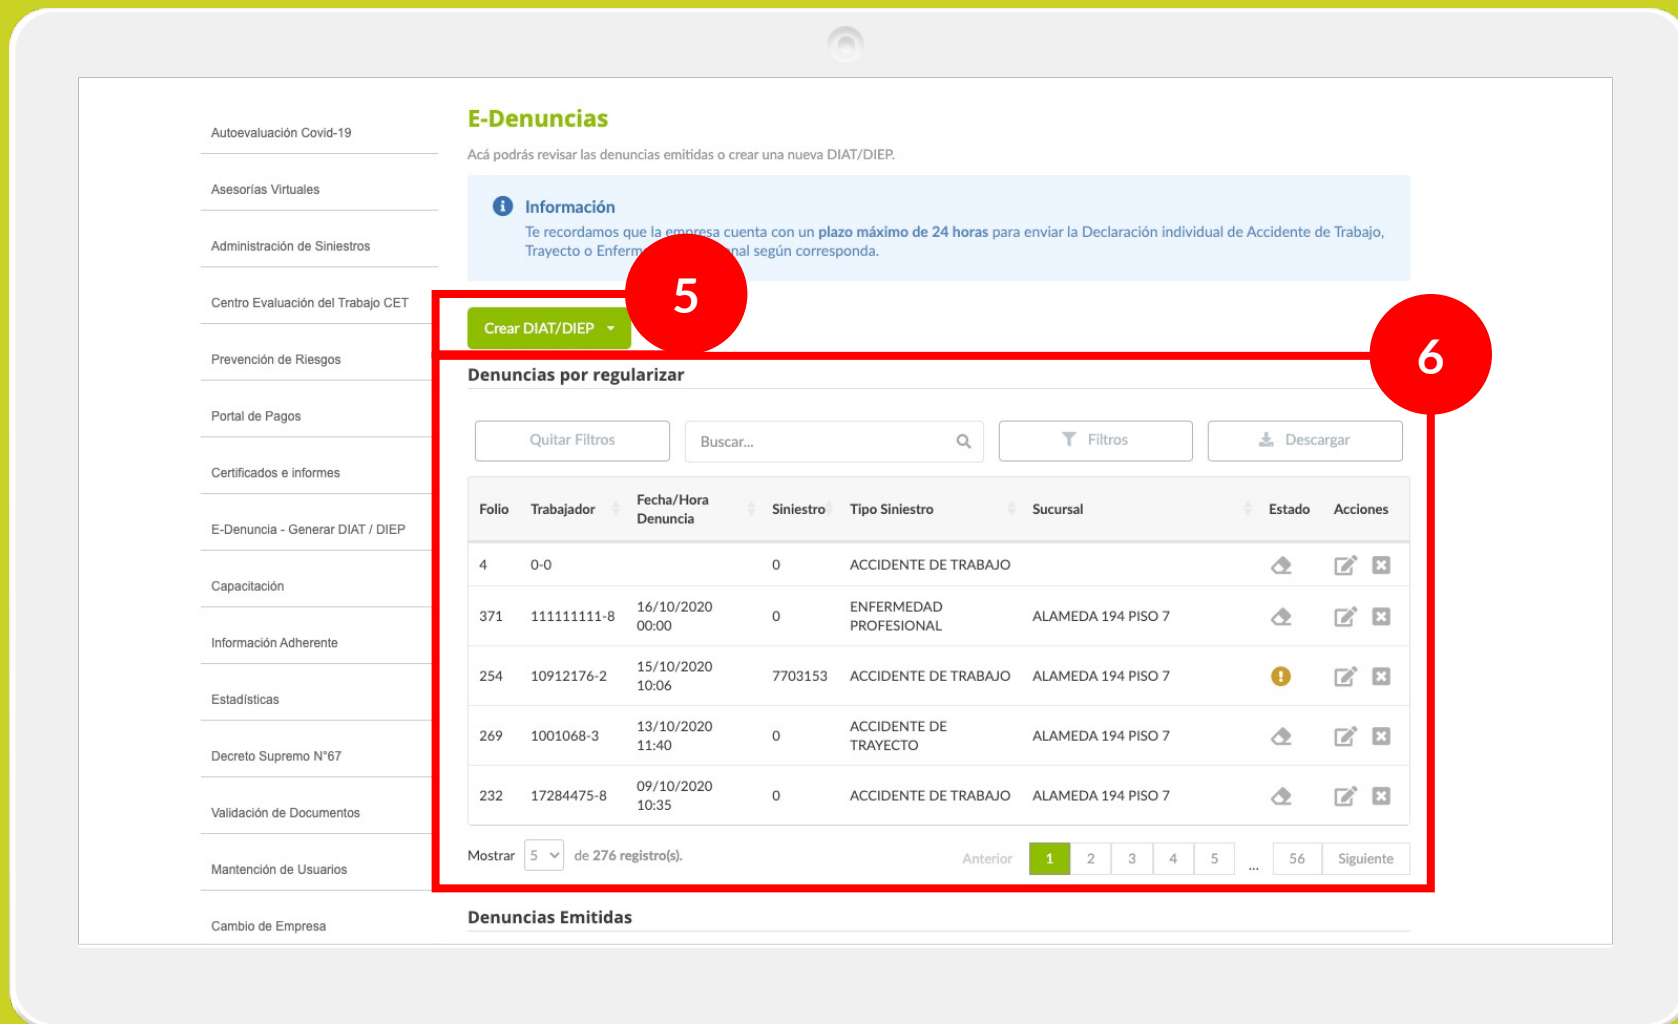 Autoevaluación Covid-19
Asesorías Virtuales
Administración de Siniestros
Centro Evaluación del Trabajo CET
Prevención de Riesgos
Portal de Pagos
Certificados e informes
E-Denuncia - Generar DIAT / DIEP
Capacitación
Información Adherente
Estadísticas
Decreto Supremo N°67
Validación de Documentos
Mantención de Usuarios
Cambio de Empresa
E-Denuncias
Acá podrás revisar las denuncias emitidas o crear una nueva DIAT/DIEP.
Información
Te recordamos que la empresa cuenta con un plazo máximo de 24 horas para enviar la Declaración individual de Accidente de Trabajo,
Trayecto o según corresponda.
5
Crear DIAT/DIEP
6
Denuncias por regularizar
Quitar Filtros Buscar... Filtros Descargar
Folio Trabajador Fecha/Hora Denuncia Siniestro Tipo Siniestro Sucursal Estado Acciones
4 0-0 0 ACCIDENTE DE TRABAJO
371 111111111-8 16/10/2020 00:00 0 ENFERMEDAD PROFESIONAL ALAMEDA 194 PISO 7
254 10912176-2 15/10/2020 10:06 7703153 ACCIDENTE DE TRABAJO ALAMEDA 194 PISO 7
269 1001068-3 13/10/2020 11:40 0 ACCIDENTE DE TRAYECTO ALAMEDA 194 PISO 7
232 17284475-8 09/10/2020 10:35 0 ACCIDENTE DE TRABAJO ALAMEDA 194 PISO 7
Mostrar 5 de 276 registro(s). Anterior 1 2 3 4 5 ... 56 Siguiente
Denuncias Emitidas